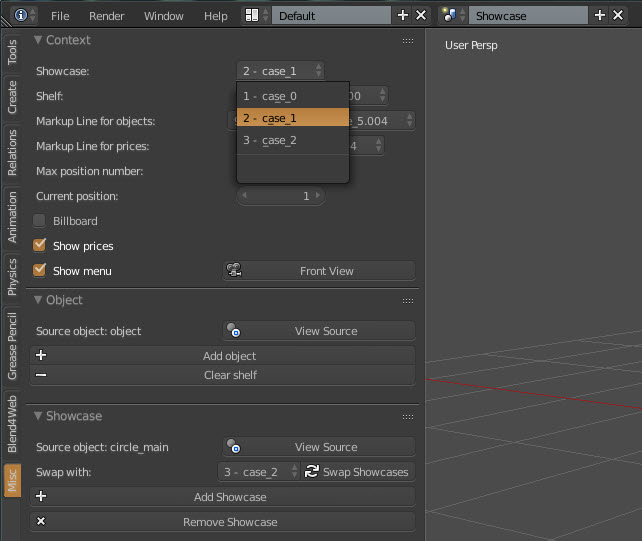 File Render Window Help Default Showcase
User Persp
Tools
Create
Relations
Animation
Physics
Grease Pencil
Blend4Web
Misc
Context
Showcase: 2 - case_1
1 - case_0
2 - case_1
3 - case_2
Shelf: 00
Markup Line for objects: e_5.004
Markup Line for prices: 4
Max position number:
Current position: 1
Billboard
Show prices
Show menu Front View
Object
Source object: object View Source
Add object
Clear shelf
Showcase
Source object: circle_main View Source
Swap with: 3 - case_2 Swap Showcases
Add Showcase
Remove Showcase